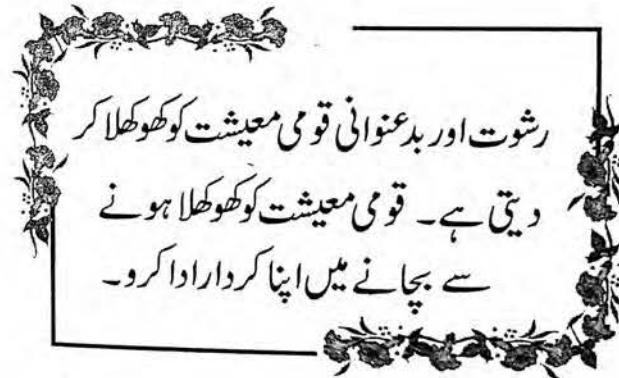 رشوت اور بدعنوانی قومی معیشت کو کھوکھلا کر
دیتی ہے۔ قومی معیشت کو کھوکھلا ہونے
سے بچانے میں اپنا کردار ادا کرو۔